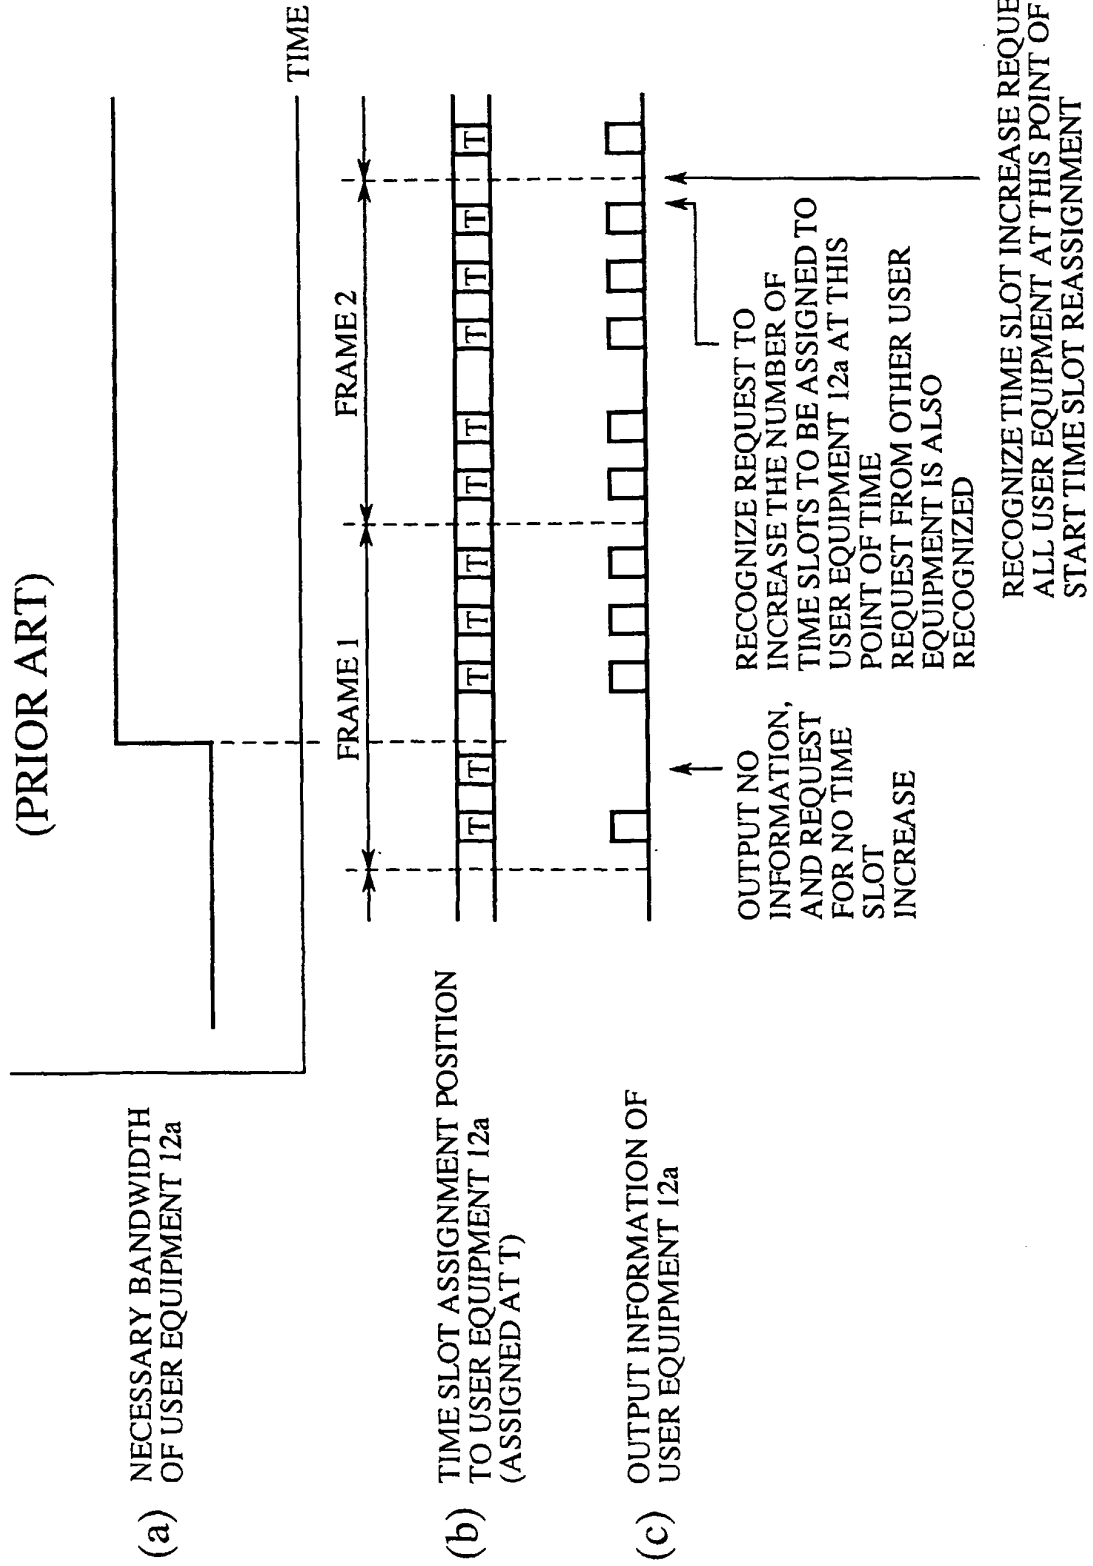 (PRIOR ART)
(a) NECESSARY BANDWIDTH
OF USER EQUIPMENT 12a
TIME
FRAME 1
FRAME 2
(b) TIME SLOT ASSIGNMENT POSITION
TO USER EQUIPMENT 12a
(ASSIGNED AT T)
T T T T T T T T T T T
(c) OUTPUT INFORMATION OF
USER EQUIPMENT 12a
OUTPUT NO
INFORMATION,
AND REQUEST
FOR NO TIME
SLOT
INCREASE
RECOGNIZE REQUEST TO
INCREASE THE NUMBER OF
TIME SLOTS TO BE ASSIGNED TO
USER EQUIPMENT 12a AT THIS
POINT OF TIME
REQUEST FROM OTHER USER
EQUIPMENT IS ALSO
RECOGNIZED
RECOGNIZE TIME SLOT INCREASE REQUE
ALL USER EQUIPMENT AT THIS POINT OF
START TIME SLOT REASSIGNMENT